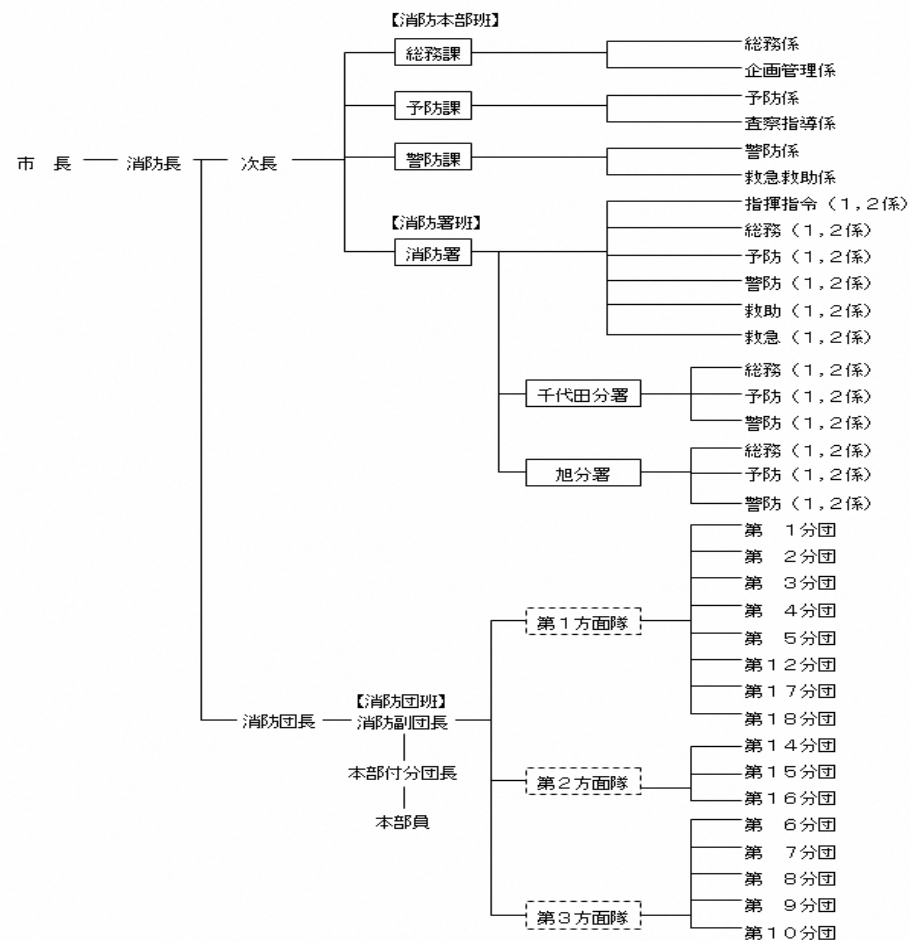 【消防本部班】
総務課
総務係
企画管理係
予防課
予防係
査察指導係
市　長
消防長
次長
警防課
警防係
救急救助係
【消防署班】
消防署
指揮指令（１，２係）
総務（１，２係）
予防（１，２係）
警防（１，２係）
救助（１，２係）
救急（１，２係）
千代田分署
総務（１，２係）
予防（１，２係）
警防（１，２係）
旭分署
総務（１，２係）
予防（１，２係）
警防（１，２係）
消防団長
【消防団班】
消防副団長
本部付分団長
本部員
第１方面隊
第　１分団
第　２分団
第　３分団
第　４分団
第　５分団
第１２分団
第１７分団
第１８分団
第２方面隊
第１４分団
第１５分団
第１６分団
第３方面隊
第　６分団
第　７分団
第　８分団
第　９分団
第１０分団